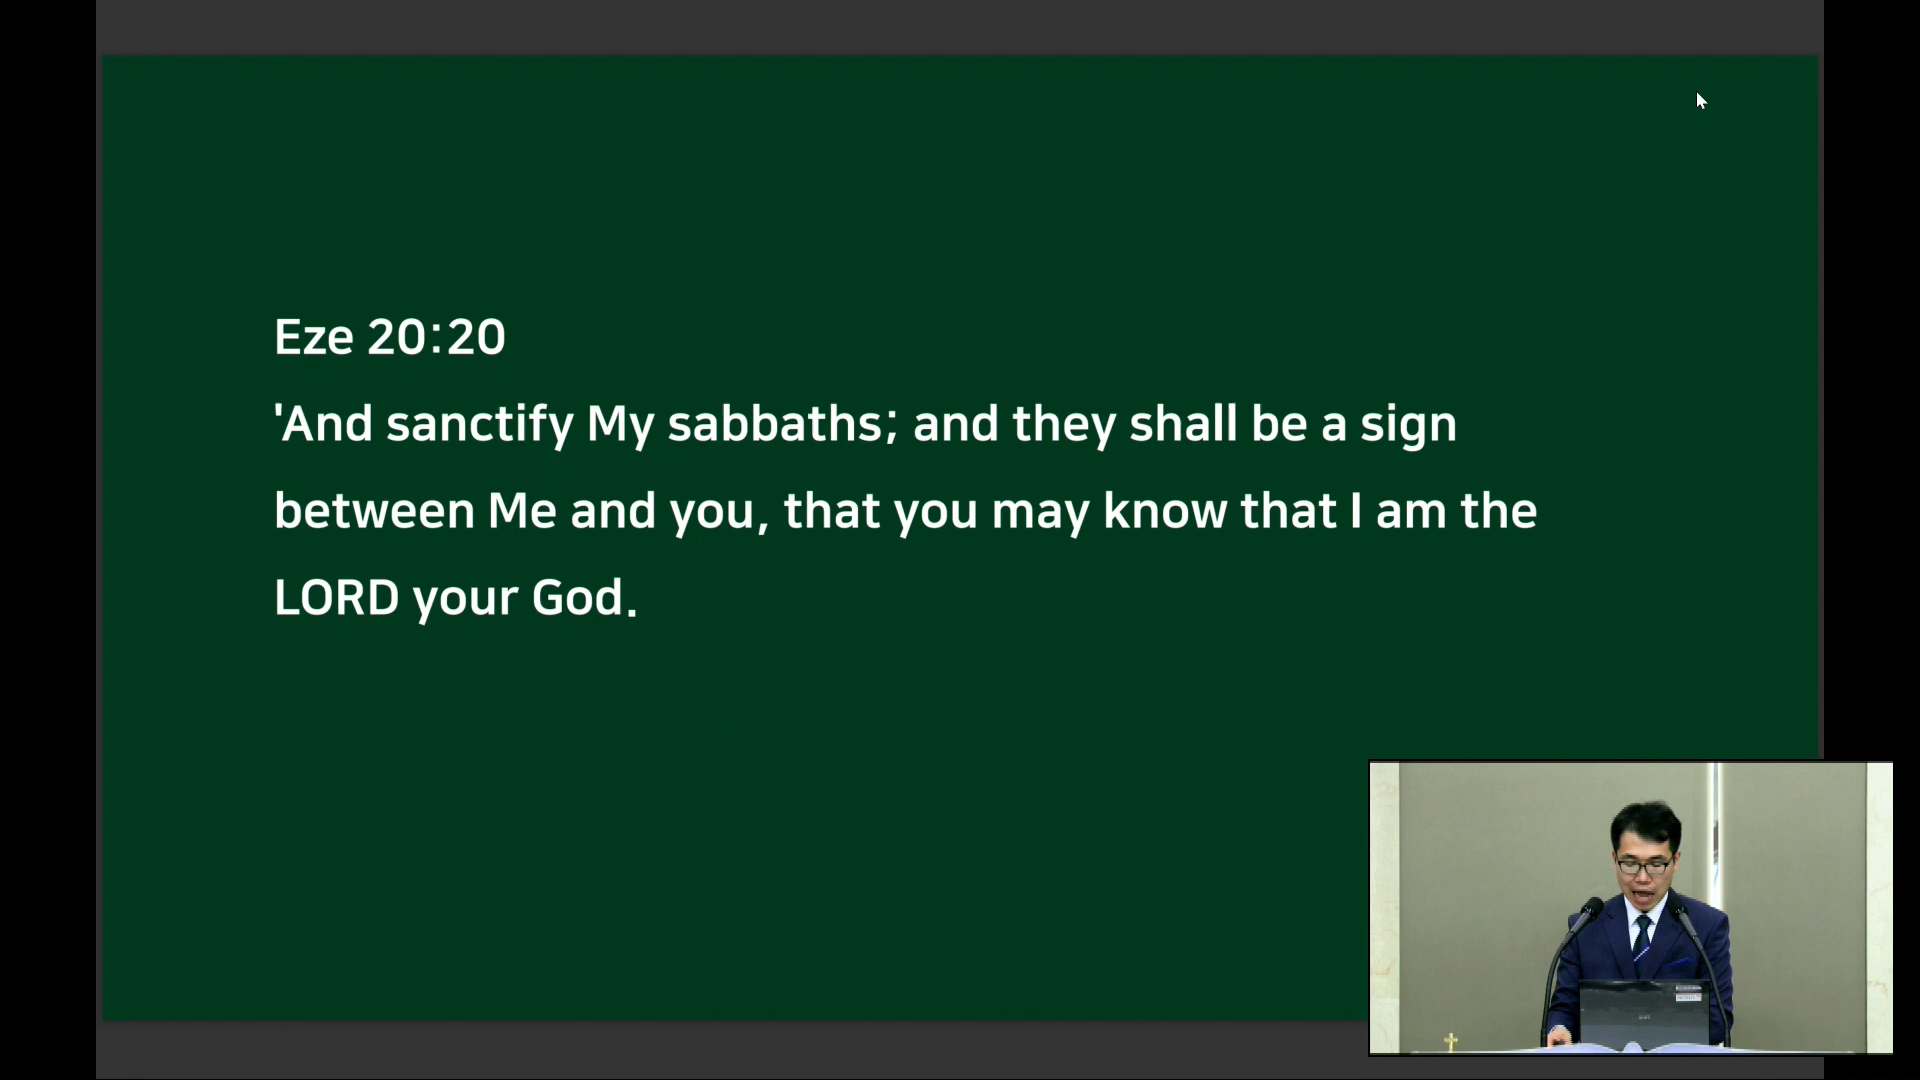 Eze 20:20
'And sanctify My sabbaths; and they shall be a sign
between Me and you, that you may know that I am the
LORD your God.